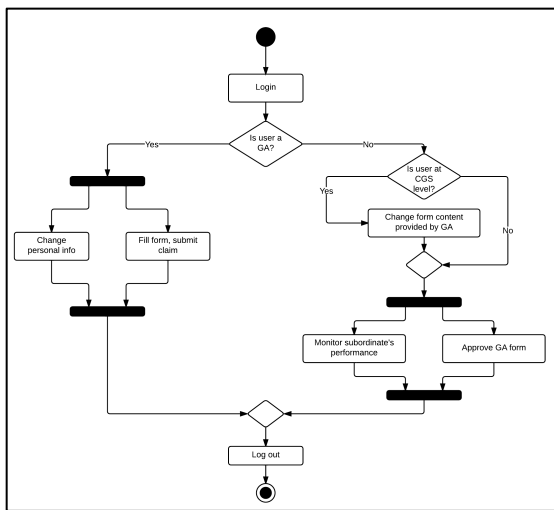 Login
Is user a
GA?
Yes
No
Is user at
CGS
level?
Yes
Change form content
provided by GA
No
Change
personal info
Fill form, submit
claim
Monitor subordinate's
performance
Approve GA form
Log out